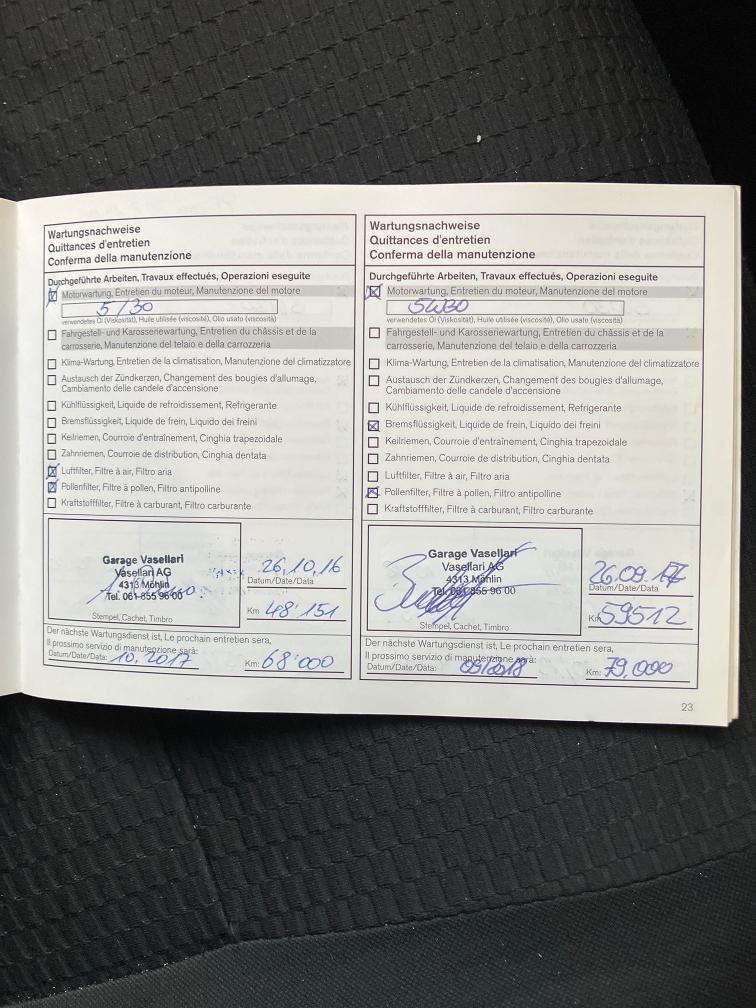 Wartungsnachweise
Quittances d'entretien
Conferma della manutenzione
Durchgeführte Arbeiten, Travaux effectués, Operazioni eseguite
Motorwartung, Entretien du moteur, Manutenzione del motore
5/30
verwendetes Öl (Viskosität), Huile utilisée (viscosité), Olio usato (viscosità)
Fahrgestell- und Karosseriewartung, Entretien du châssis et de la
carrosserie, Manutenzione del telaio e della carrozzeria
Klima-Wartung, Entretien de la climatisation, Manutenzione del climatizzatore
Austausch der Zündkerzen, Changement des bougies d'allumage,
Cambiamento delle candele d'accensione
Kühlflüssigkeit, Liquide de refroidissement, Refrigerante
Bremsflüssigkeit, Liquide de frein, Liquido dei freini
Keilriemen, Courroie d'entraînement, Cinghia trapezoidale
Zahnriemen, Courroie de distribution, Cinghia dentata
Luftfilter, Filtre à air, Filtro aria
Pollenfilter, Filtre à pollen, Filtro antipolline
Kraftstofffilter, Filtre à carburant, Filtro carburante
Garage Vasellari
Vasellari AG
4313 Möhlin
Tel. 061 855 96 00
Stempel, Cachet, Timbro
26,10,16
Datum/Date/Data
Km 48'151
Der nächste Wartungsdienst ist, Le prochain entretien sera,
Il prossimo servizio di manutenzione sarà:
Datum/Date/Data: 10,2017 Km: 68'000
Wartungsnachweise
Quittances d'entretien
Conferma della manutenzione
Durchgeführte Arbeiten, Travaux effectués, Operazioni eseguite
Motorwartung, Entretien du moteur, Manutenzione del motore
5W30
verwendetes Öl (Viskosität), Huile utilisée (viscosité), Olio usato (viscosità)
Fahrgestell- und Karosseriewartung, Entretien du châssis et de la
carrosserie, Manutenzione del telaio e della carrozzeria
Klima-Wartung, Entretien de la climatisation, Manutenzione del climatizzatore
Austausch der Zündkerzen, Changement des bougies d'allumage,
Cambiamento delle candele d'accensione
Kühlflüssigkeit, Liquide de refroidissement, Refrigerante
Bremsflüssigkeit, Liquide de frein, Liquido dei freini
Keilriemen, Courroie d'entraînement, Cinghia trapezoidale
Zahnriemen, Courroie de distribution, Cinghia dentata
Luftfilter, Filtre à air, Filtro aria
Pollenfilter, Filtre à pollen, Filtro antipolline
Kraftstofffilter, Filtre à carburant, Filtro carburante
Garage Vasellari
Vasellari AG
4313 Möhlin
Tel. 061 855 96 00
Stempel, Cachet, Timbro
26.09.17
Datum/Date/Data
Km 59512
Der nächste Wartungsdienst ist, Le prochain entretien sera,
Il prossimo servizio di manutenzione sarà:
Datum/Date/Data: 09/2018 Km: 79,000
23